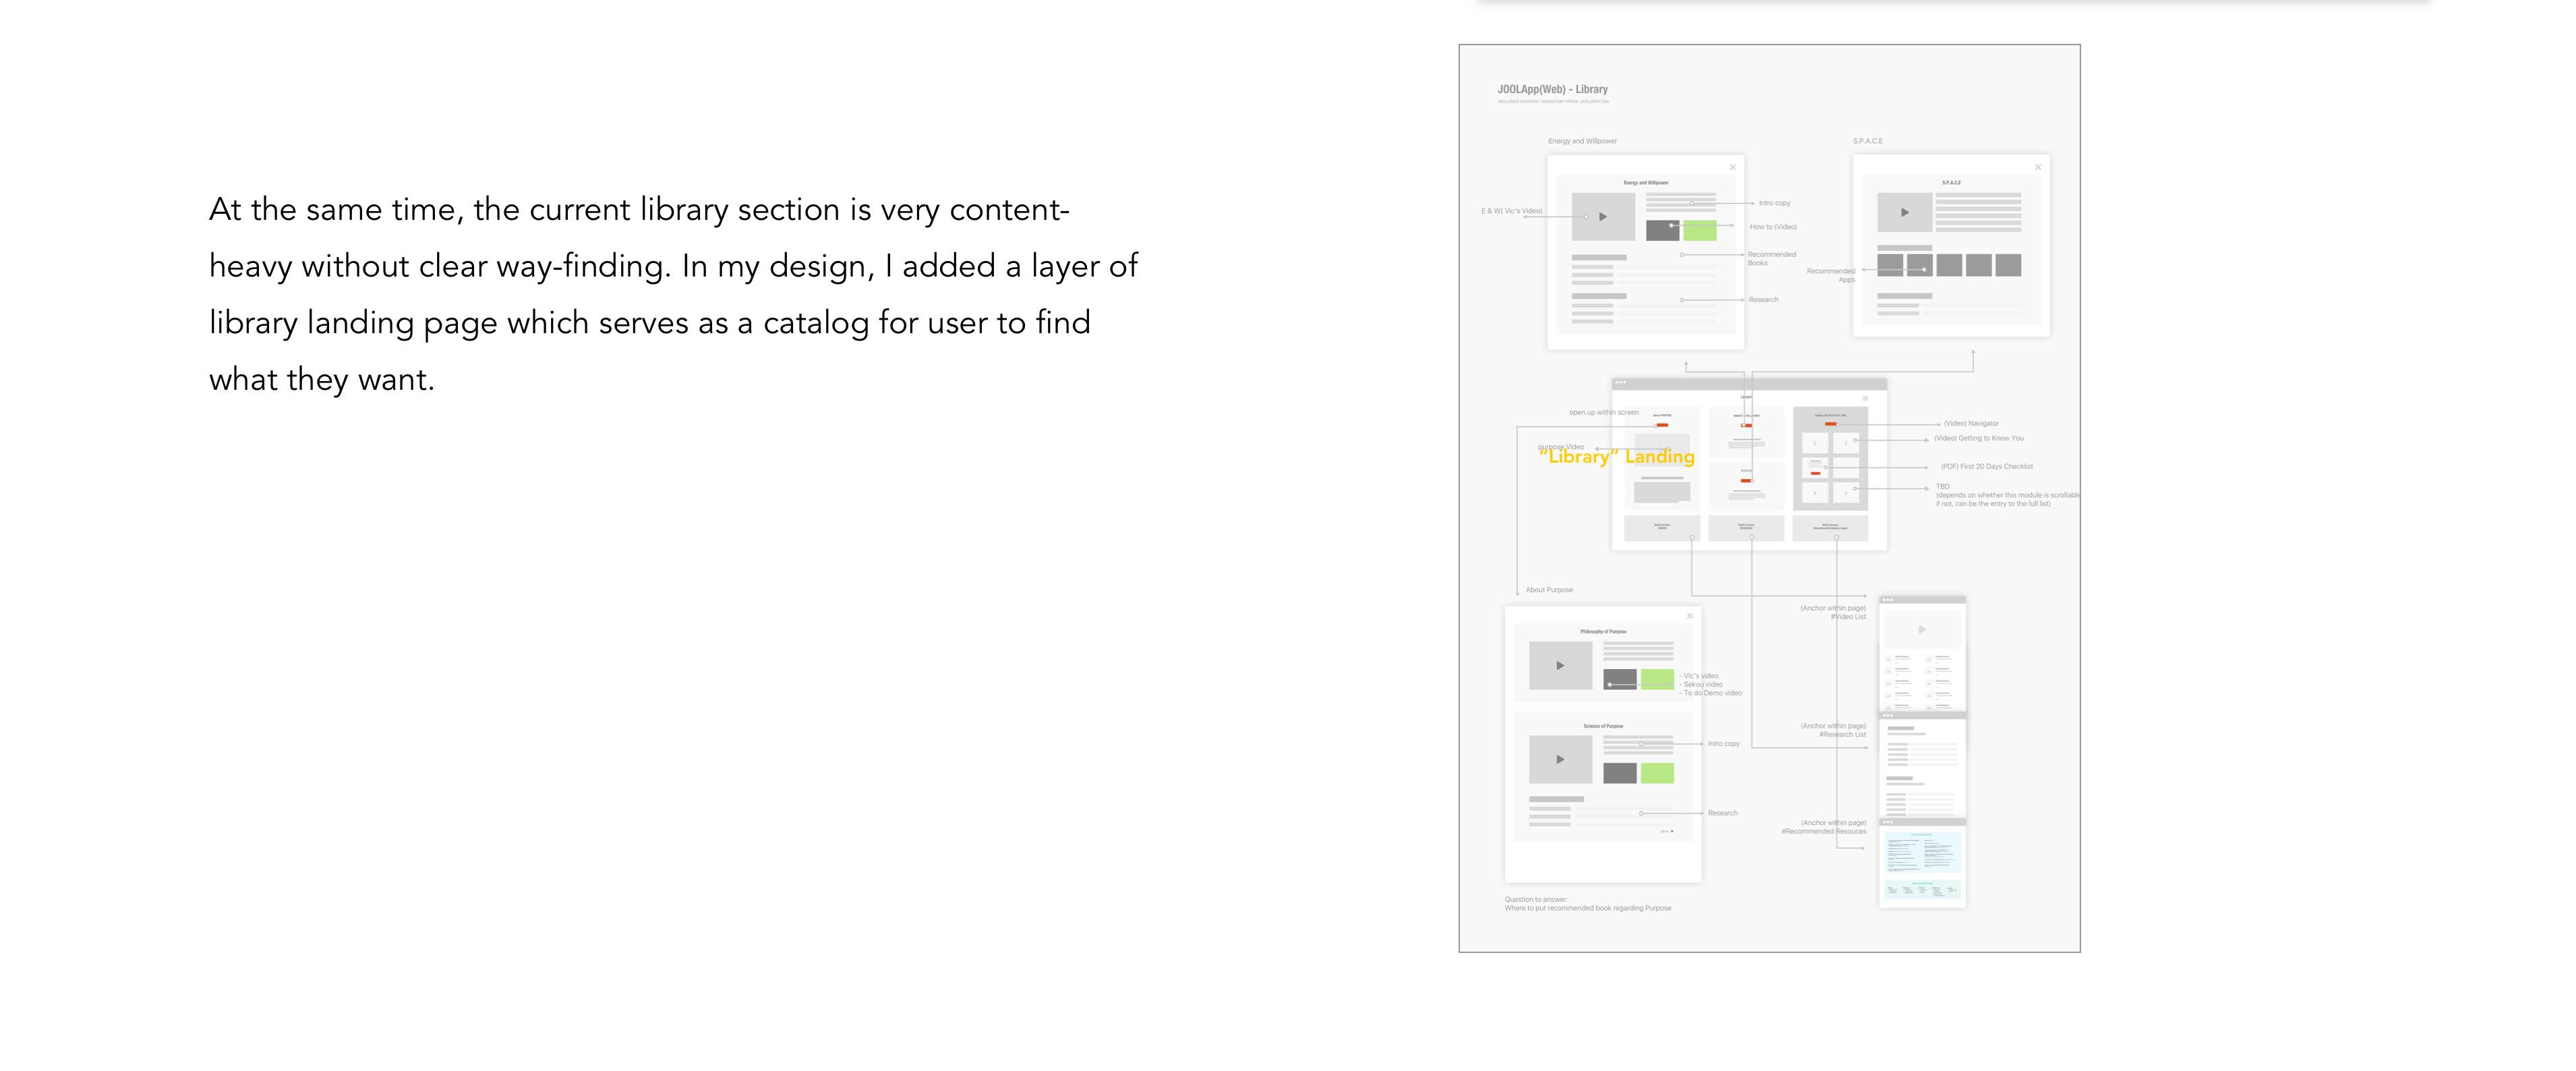 At the same time, the current library section is very content-
heavy without clear way-finding. In my design, I added a layer of
library landing page which serves as a catalog for user to find
what they want.
JOOLApp(Web) - Library
INCLUDES CONTENT INVENTORY FROM JOOLAPP.COM
Energy and Willpower
S.P.A.C.E
Energy and Willpower
S.P.A.C.E
E & W( Vic's Video)
Intro copy
How to (Video)
Recommended
Books
Recommended
Apps
Research
LIBRARY
open up within screen
(Video) Navigator
(Video) Getting to Know You
purpose Video
“Library” Landing
(PDF) First 20 Days Checklist
S.P.A.C.E
TBD
(depends on whether this module is scrollable
if not, can be the entry to the full list)
About Purpose
(Anchor within page)
#Video List
Philosophy of Purpose
- Vic's video
- Sekou video
- To do Demo video
Science of Purpose
(Anchor within page)
#Research List
Intro copy
Research
(Anchor within page)
#Recommended Resouces
Question to answer:
Where to put recommended book regarding Purpose